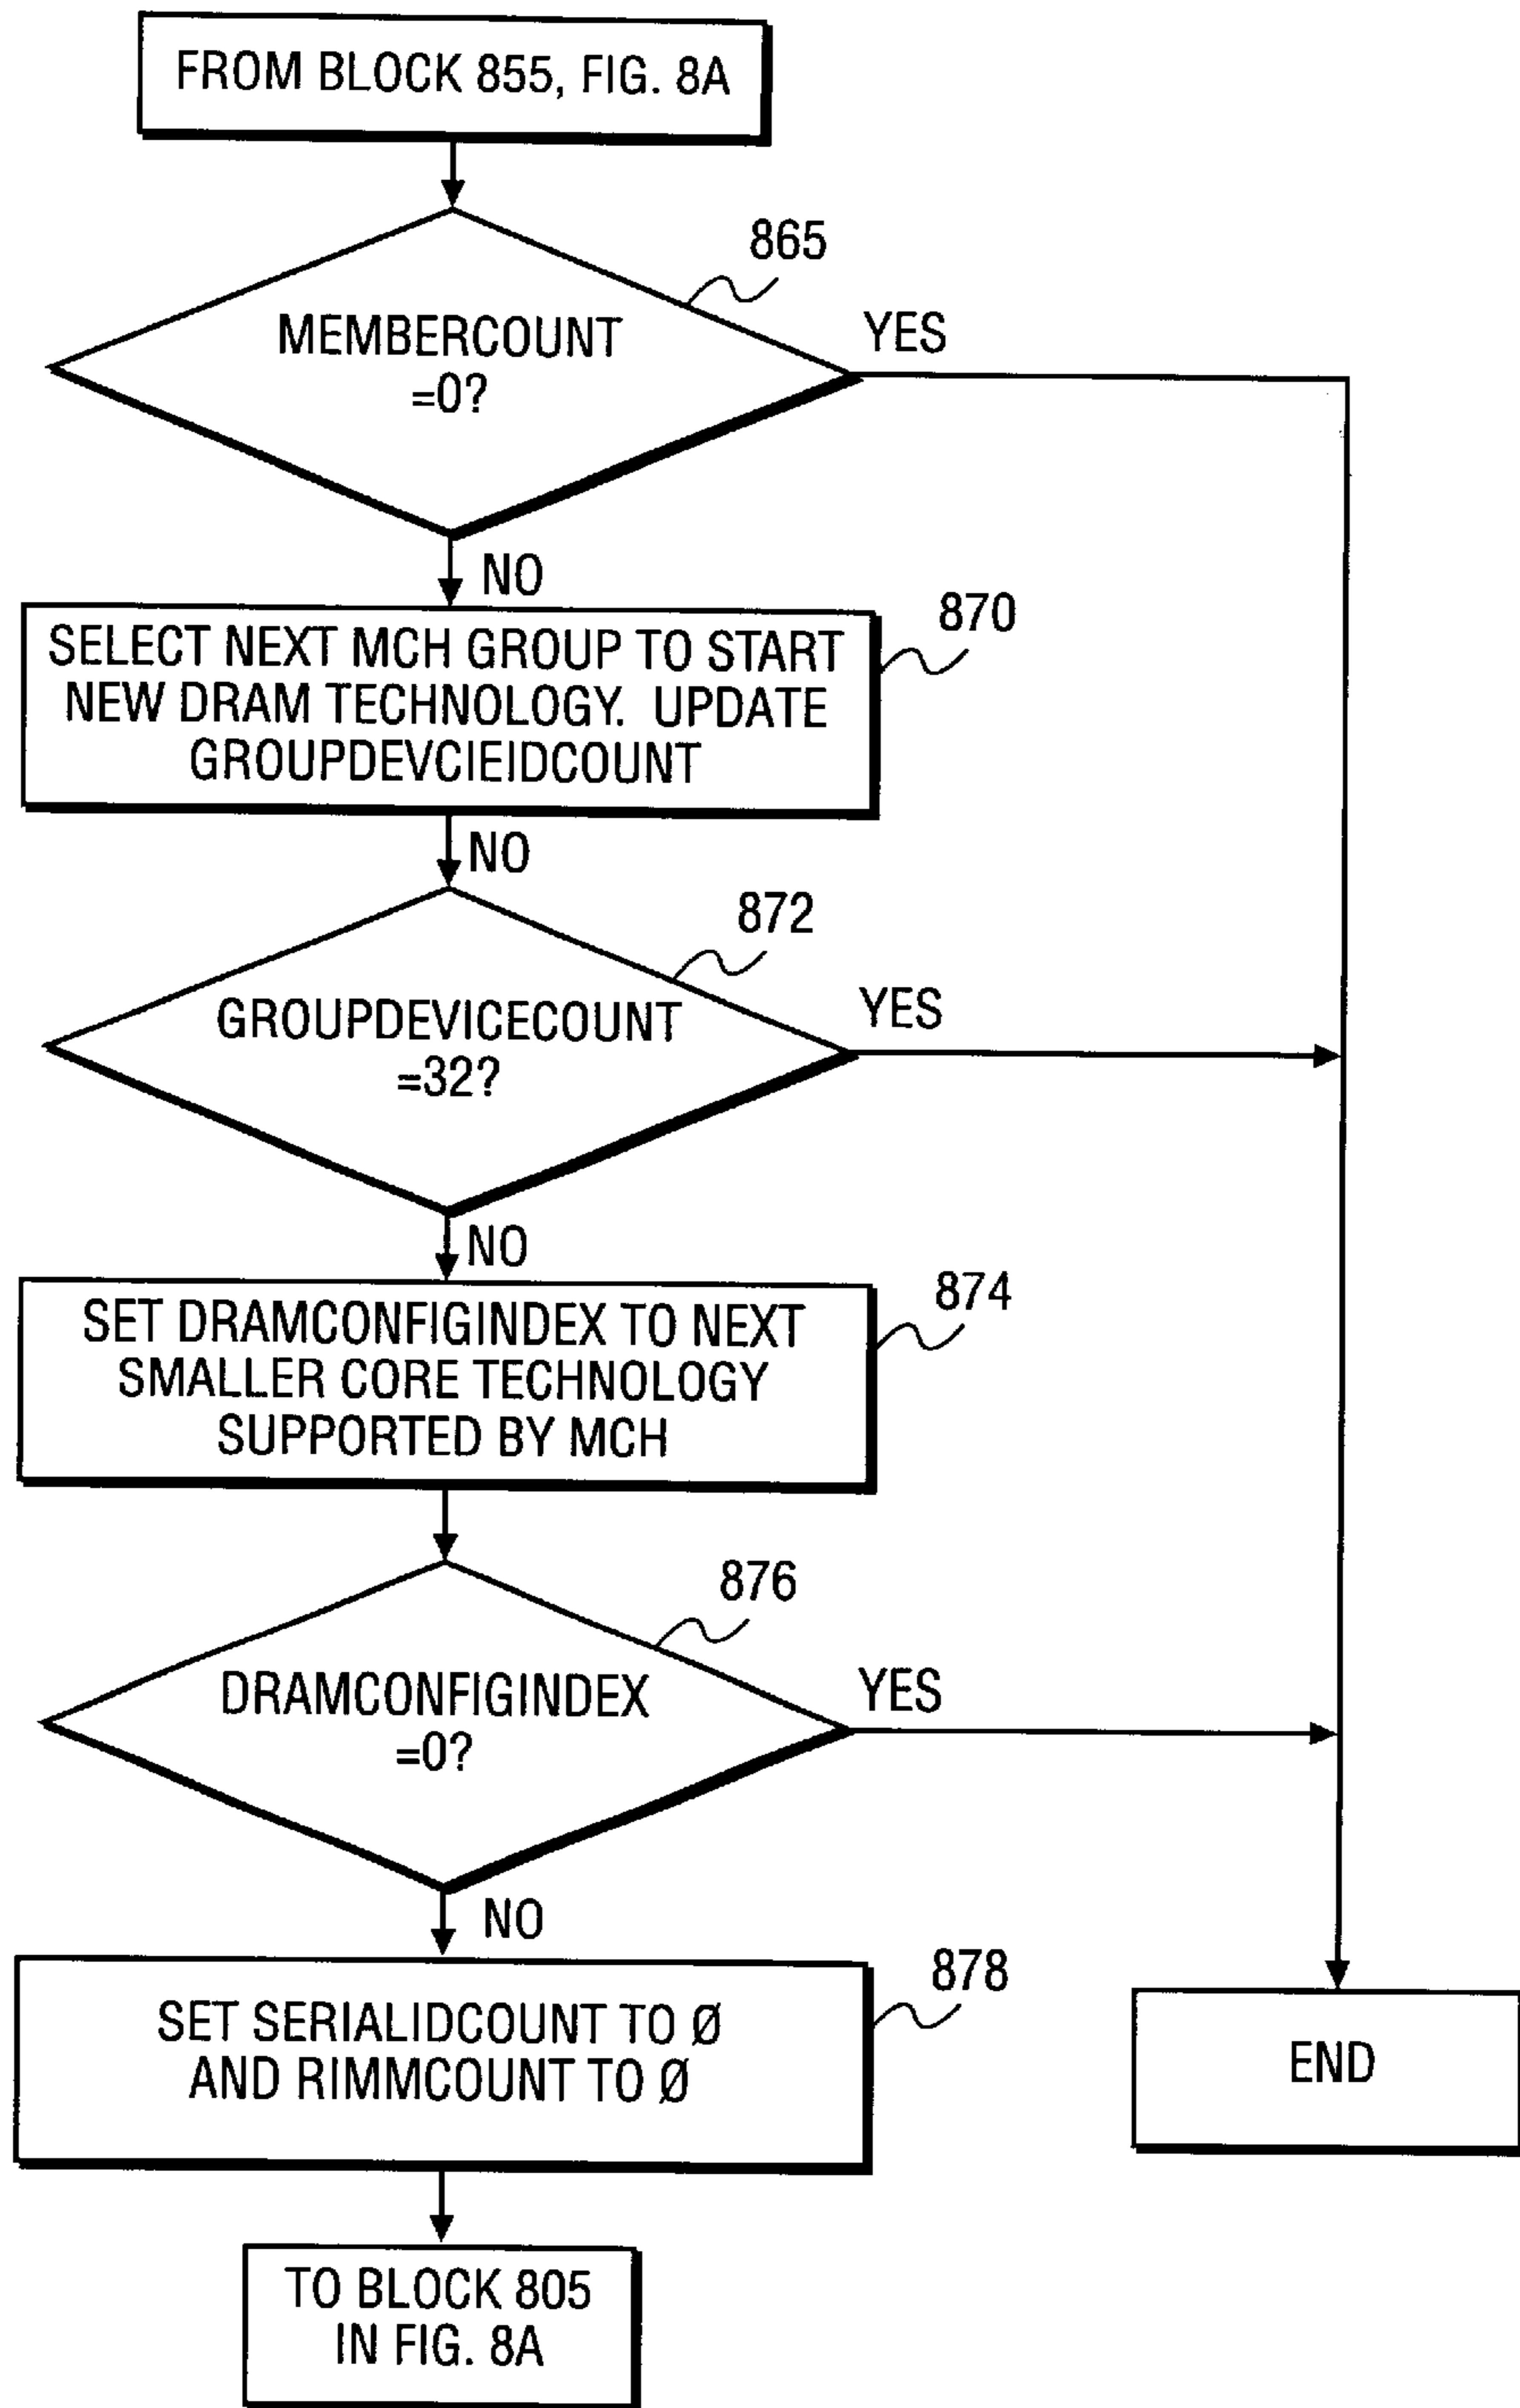 FROM BLOCK 855, FIG. 8A
865
MEMBERCOUNT
=0?
YES
NO
870
SELECT NEXT MCH GROUP TO START
NEW DRAM TECHNOLOGY. UPDATE
GROUPDEVCIEIDCOUNT
NO
872
GROUPDEVICECOUNT
=32?
YES
NO
874
SET DRAMCONFIGINDEX TO NEXT
SMALLER CORE TECHNOLOGY
SUPPORTED BY MCH
876
DRAMCONFIGINDEX
=0?
YES
NO
878
SET SERIALIDCOUNT TO Ø
AND RIMMCOUNT TO Ø
END
TO BLOCK 805
IN FIG. 8A